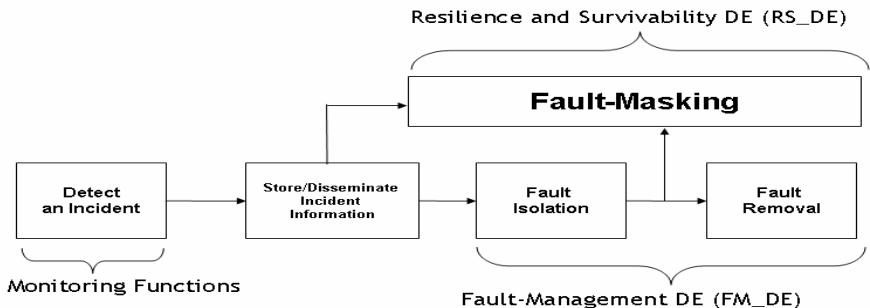 Resilience and Survivability DE (RS_DE)
Fault-Masking
Detect
an Incident
Store/Disseminate
Incident
Information
Fault
Isolation
Fault
Removal
Monitoring Functions
Fault-Management DE (FM_DE)